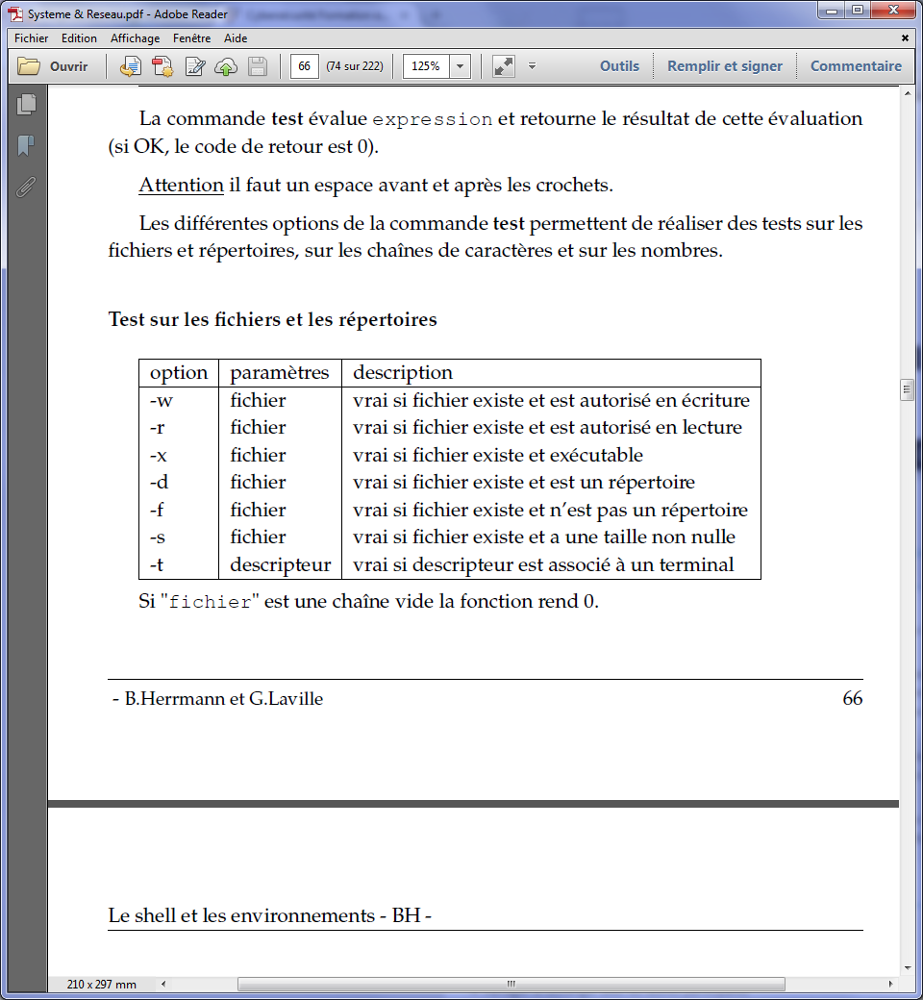 Systeme & Reseau.pdf - Adobe Reader
Fichier Edition Affichage Fenêtre Aide
Ouvrir 66 (74 sur 222) 125% Outils Remplir et signer Commentaire
La commande test évalue expression et retourne le résultat de cette évaluation
(si OK, le code de retour est 0).
Attention il faut un espace avant et après les crochets.
Les différentes options de la commande test permettent de réaliser des tests sur les
fichiers et répertoires, sur les chaînes de caractères et sur les nombres.
Test sur les fichiers et les répertoires
option paramètres description
-w fichier vrai si fichier existe et est autorisé en écriture
-r fichier vrai si fichier existe et est autorisé en lecture
-x fichier vrai si fichier existe et exécutable
-d fichier vrai si fichier existe et est un répertoire
-f fichier vrai si fichier existe et n'est pas un répertoire
-s fichier vrai si fichier existe et a une taille non nulle
-t descripteur vrai si descripteur est associé à un terminal
Si "fichier" est une chaîne vide la fonction rend 0.
- B.Herrmann et G.Laville 66
Le shell et les environnements - BH -
210 x 297 mm